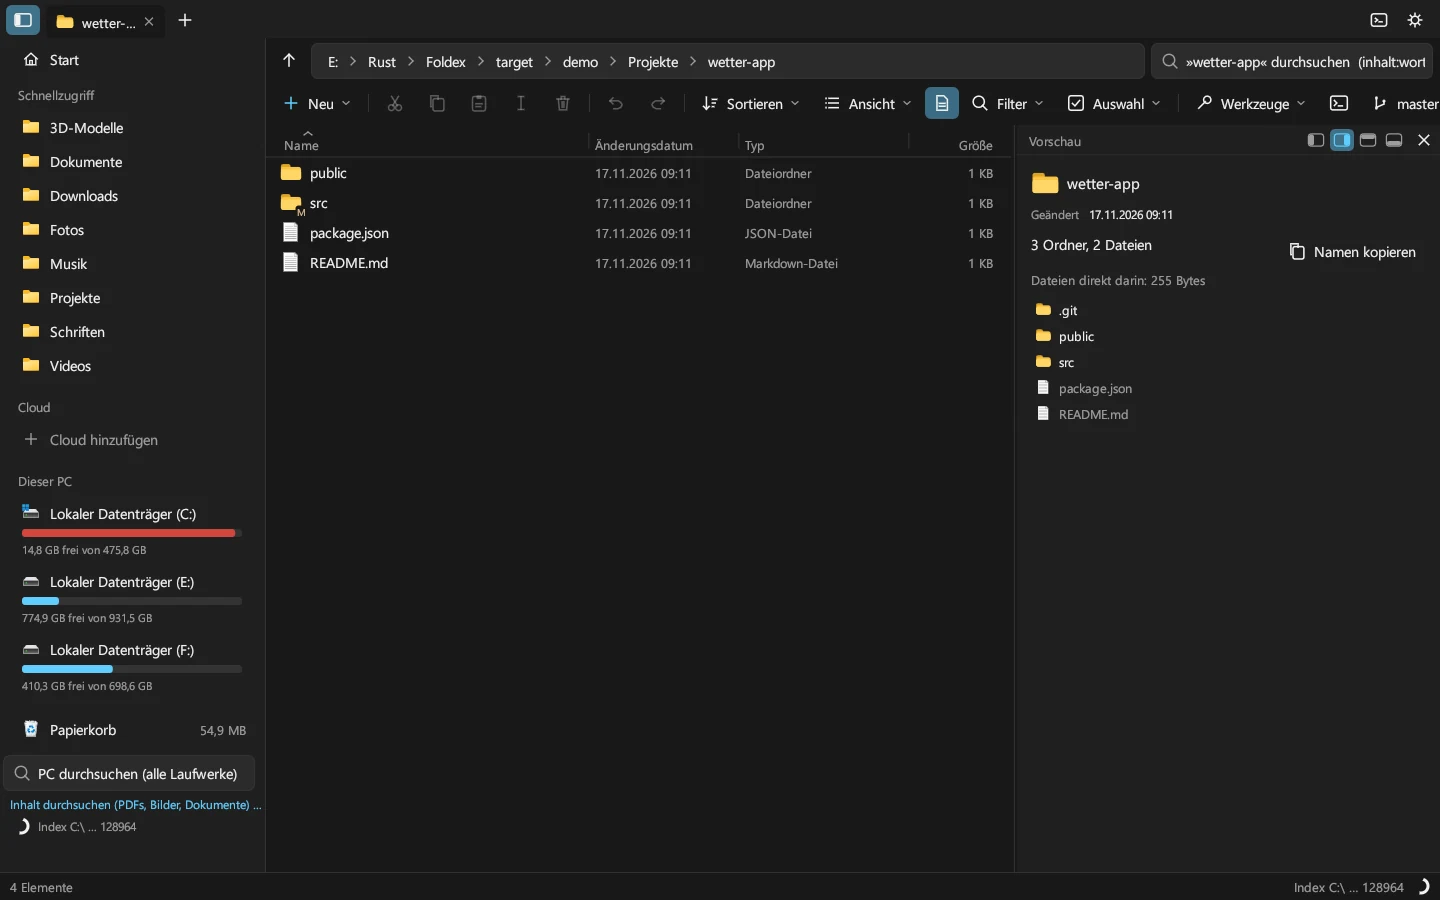 wetter-...
Start
E: Rust Foldex target demo Projekte wetter-app
»wetter-app« durchsuchen (inhalt:wort
Schnellzugriff
Neu Sortieren Ansicht Filter Auswahl Werkzeuge master
3D-Modelle
Dokumente
Downloads
Fotos
Musik
Projekte
Schriften
Videos
Cloud
Cloud hinzufügen
Dieser PC
Lokaler Datenträger (C:)
14,8 GB frei von 475,8 GB
Lokaler Datenträger (E:)
774,9 GB frei von 931,5 GB
Lokaler Datenträger (F:)
410,3 GB frei von 698,6 GB
Papierkorb 54,9 MB
PC durchsuchen (alle Laufwerke)
Inhalt durchsuchen (PDFs, Bilder, Dokumente) ...
Index C:\ ... 128964
Name Änderungsdatum Typ Größe
public 17.11.2026 09:11 Dateiordner 1 KB
src 17.11.2026 09:11 Dateiordner 1 KB
M
package.json 17.11.2026 09:11 JSON-Datei 1 KB
README.md 17.11.2026 09:11 Markdown-Datei 1 KB
Vorschau
wetter-app
Geändert 17.11.2026 09:11
3 Ordner, 2 Dateien
Namen kopieren
Dateien direkt darin: 255 Bytes
.git
public
src
package.json
README.md
4 Elemente
Index C:\ ... 128964